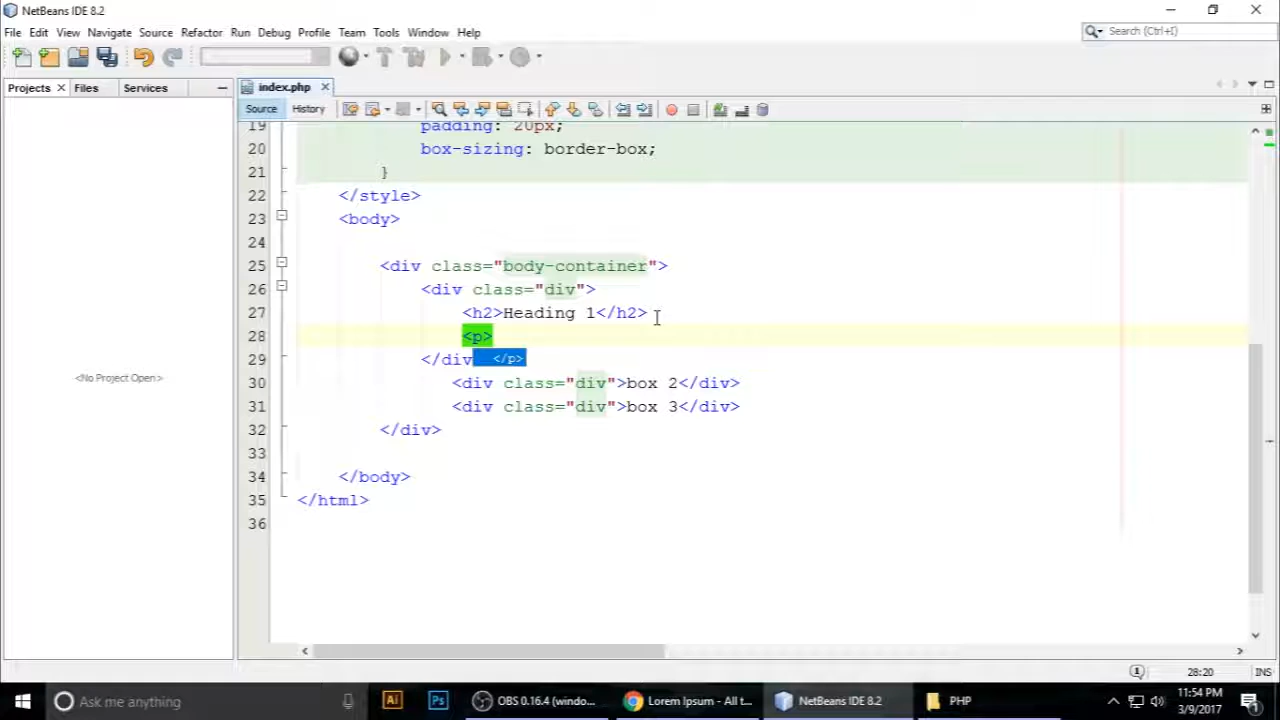 NetBeans IDE 8.2
File Edit View Navigate Source Refactor Run Debug Profile Team Tools Window Help
Search (Ctrl+I)
Projects Files Services
index.php
Source History
<No Project Open>
19 padding: 20px;
20 box-sizing: border-box;
21 }
22 </style>
23 <body>
24
25 <div class="body-container">
26 <div class="div">
27 <h2>Heading 1</h2>
28 <p>
29 </div </p>
30 <div class="div">box 2</div>
31 <div class="div">box 3</div>
32 </div>
33
34 </body>
35 </html>
36
28:20 INS
Ask me anything
Ai Ps OBS 0.16.4 (windo... Lorem Ipsum - All t... NetBeans IDE 8.2 PHP
11:54 PM
3/9/2017